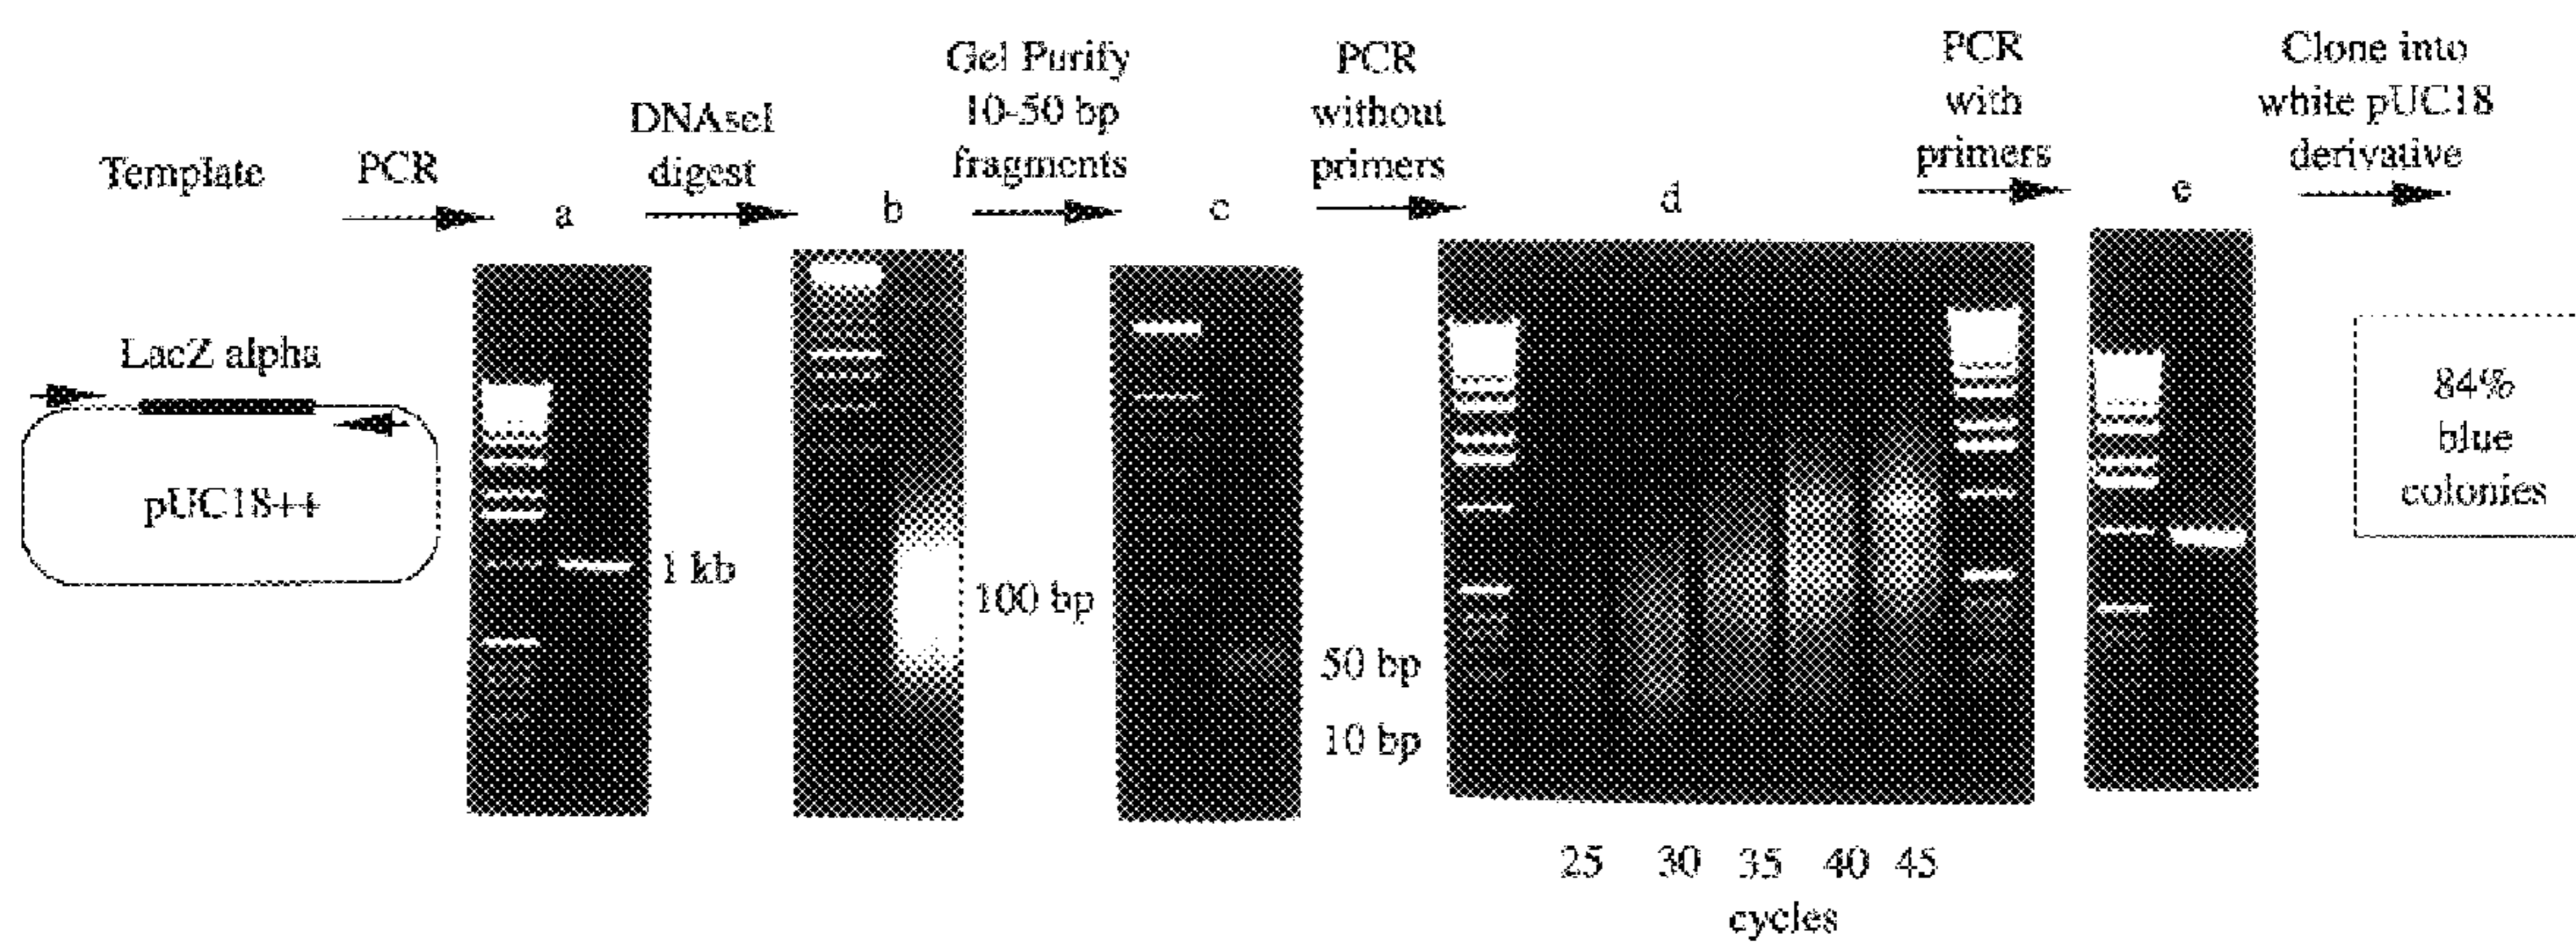 Template
PCR
a
DNAseI
digest
b
Gel Purify
10-50 bp
fragments
c
PCR
without
primers
d
PCR
with
primers
e
Clone into
white pUC18
derivative
LacZ alpha
pUC18++
1 kb
100 bp
50 bp
10 bp
84%
blue
colonies
25 30 35 40 45
cycles